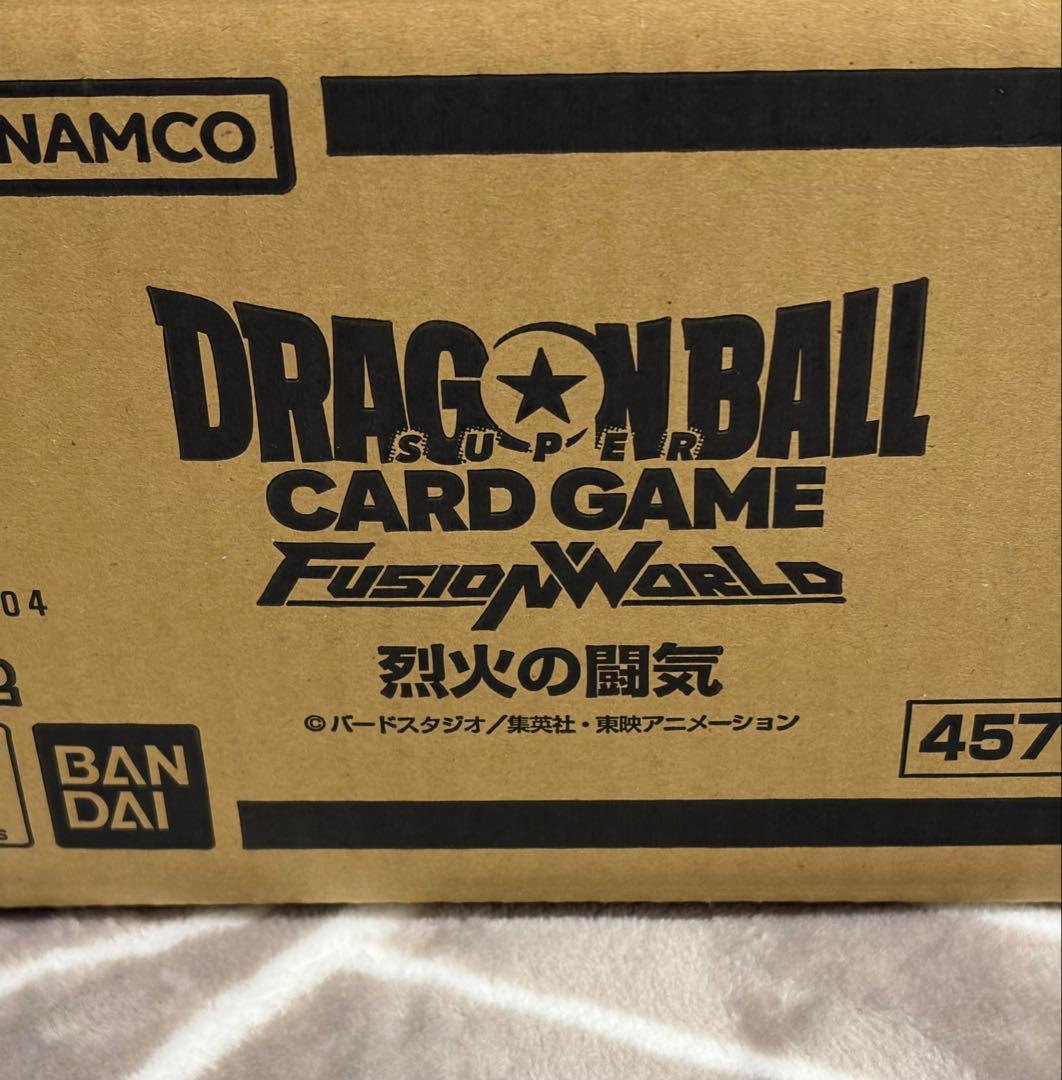 NAMCO
DRAGON BALL
SUPER
CARD GAME
FUSION WORLD
04
烈火の闘気
©バードスタジオ/集英社・東映アニメーション
457
BAN
DAI
s